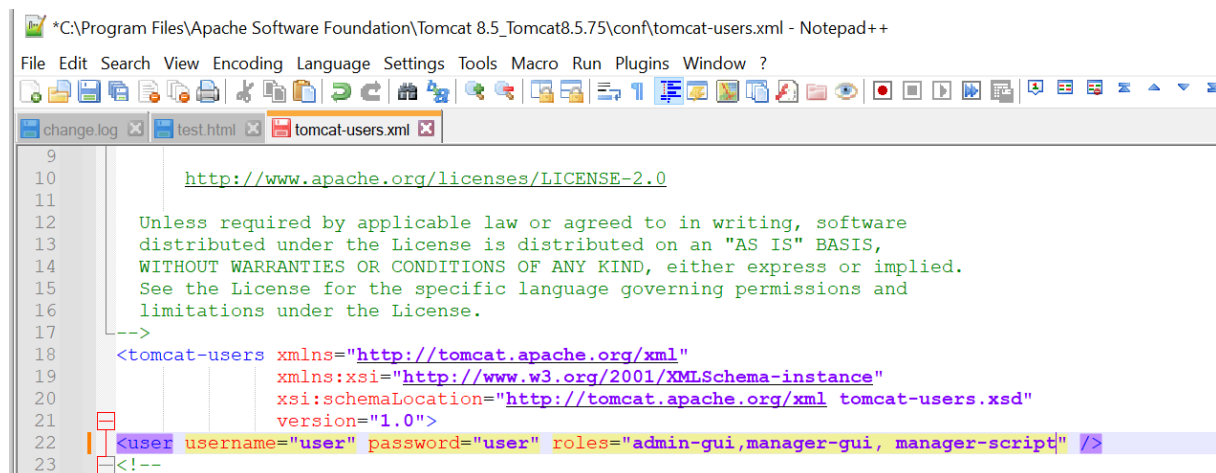 *C:\Program Files\Apache Software Foundation\Tomcat 8.5_Tomcat8.5.75\conf\tomcat-users.xml - Notepad++
File Edit Search View Encoding Language Settings Tools Macro Run Plugins Window ?
change.log test.html tomcat-users.xml
9
10 http://www.apache.org/licenses/LICENSE-2.0
11
12 Unless required by applicable law or agreed to in writing, software
13 distributed under the License is distributed on an "AS IS" BASIS,
14 WITHOUT WARRANTIES OR CONDITIONS OF ANY KIND, either express or implied.
15 See the License for the specific language governing permissions and
16 limitations under the License.
17 -->
18 <tomcat-users xmlns="http://tomcat.apache.org/xml"
19 xmlns:xsi="http://www.w3.org/2001/XMLSchema-instance"
20 xsi:schemaLocation="http://tomcat.apache.org/xml tomcat-users.xsd"
21 version="1.0">
22 <user username="user" password="user" roles="admin-gui,manager-gui, manager-script" />
23 <!--